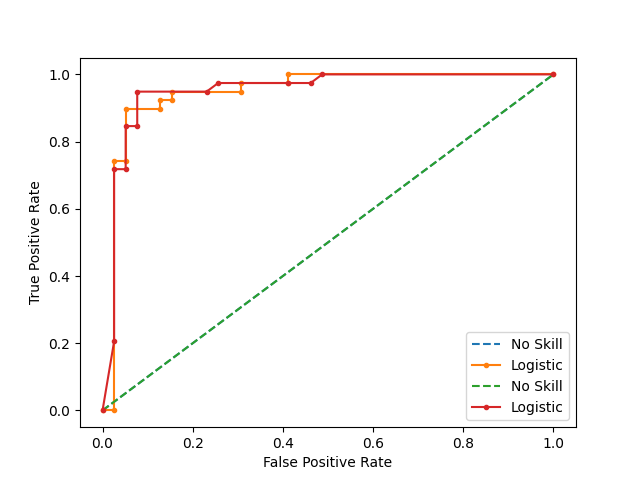 1.0
0.8
0.6
0.4
0.2
0.0
True Positive Rate
0.0 0.2 0.4 0.6 0.8 1.0
False Positive Rate
No Skill
Logistic
No Skill
Logistic